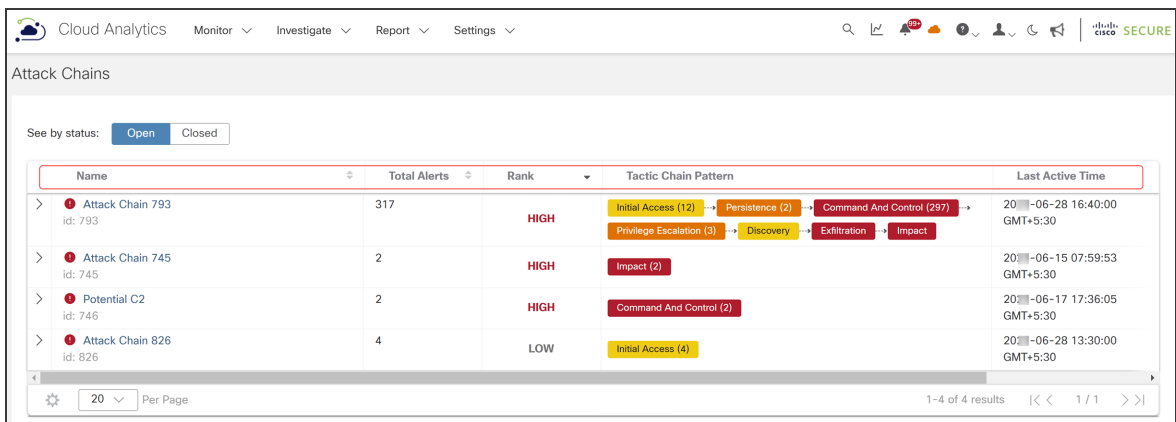 Cloud Analytics Monitor Investigate Report Settings 99+ cisco SECURE
Attack Chains
See by status: Open Closed
Name Total Alerts Rank Tactic Chain Pattern Last Active Time
Attack Chain 793 317 HIGH Initial Access (12) Persistence (2) Command And Control (297) -06-28 16:40:00
id: 793 Privilege Escalation (3) Discovery Exfiltration Impact GMT+5:30
Attack Chain 745 2 HIGH Impact (2) -06-15 07:59:53
id: 745 GMT+5:30
Potential C2 2 HIGH Command And Control (2) -06-17 17:36:05
id: 746 GMT+5:30
Attack Chain 826 4 LOW Initial Access (4) -06-28 13:30:00
id: 826 GMT+5:30
20 Per Page 1-4 of 4 results 1 / 1